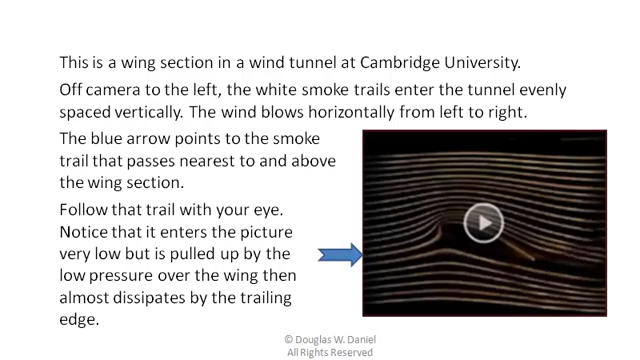 This is a wing section in a wind tunnel at Cambridge University.
Off camera to the left, the white smoke trails enter the tunnel evenly
spaced vertically. The wind blows horizontally from left to right.
The blue arrow points to the smoke
trail that passes nearest to and above
the wing section.
Follow that trail with your eye.
Notice that it enters the picture
very low but is pulled up by the
low pressure over the wing then
almost dissipates by the trailing
edge.
© Douglas W. Daniel
All Rights Reserved